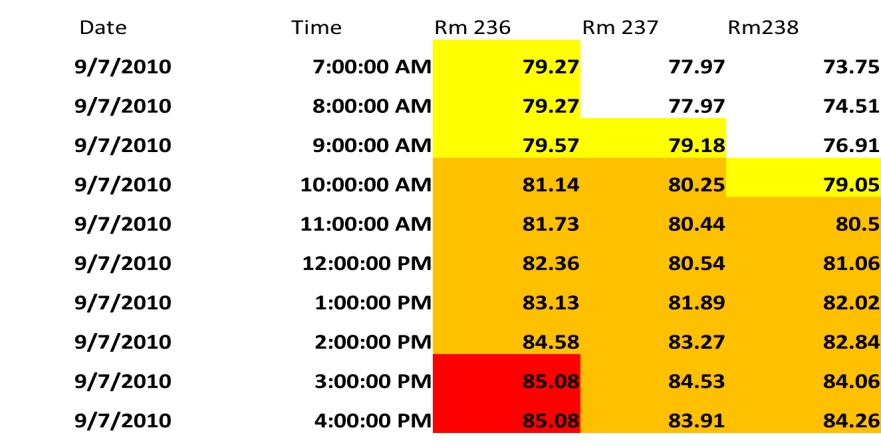 Date Time Rm 236 Rm 237 Rm238
9/7/2010 7:00:00 AM 79.27 77.97 73.75
9/7/2010 8:00:00 AM 79.27 77.97 74.51
9/7/2010 9:00:00 AM 79.57 79.18 76.91
9/7/2010 10:00:00 AM 81.14 80.25 79.05
9/7/2010 11:00:00 AM 81.73 80.44 80.5
9/7/2010 12:00:00 PM 82.36 80.54 81.06
9/7/2010 1:00:00 PM 83.13 81.89 82.02
9/7/2010 2:00:00 PM 84.58 83.27 82.84
9/7/2010 3:00:00 PM 85.08 84.53 84.06
9/7/2010 4:00:00 PM 85.08 83.91 84.26